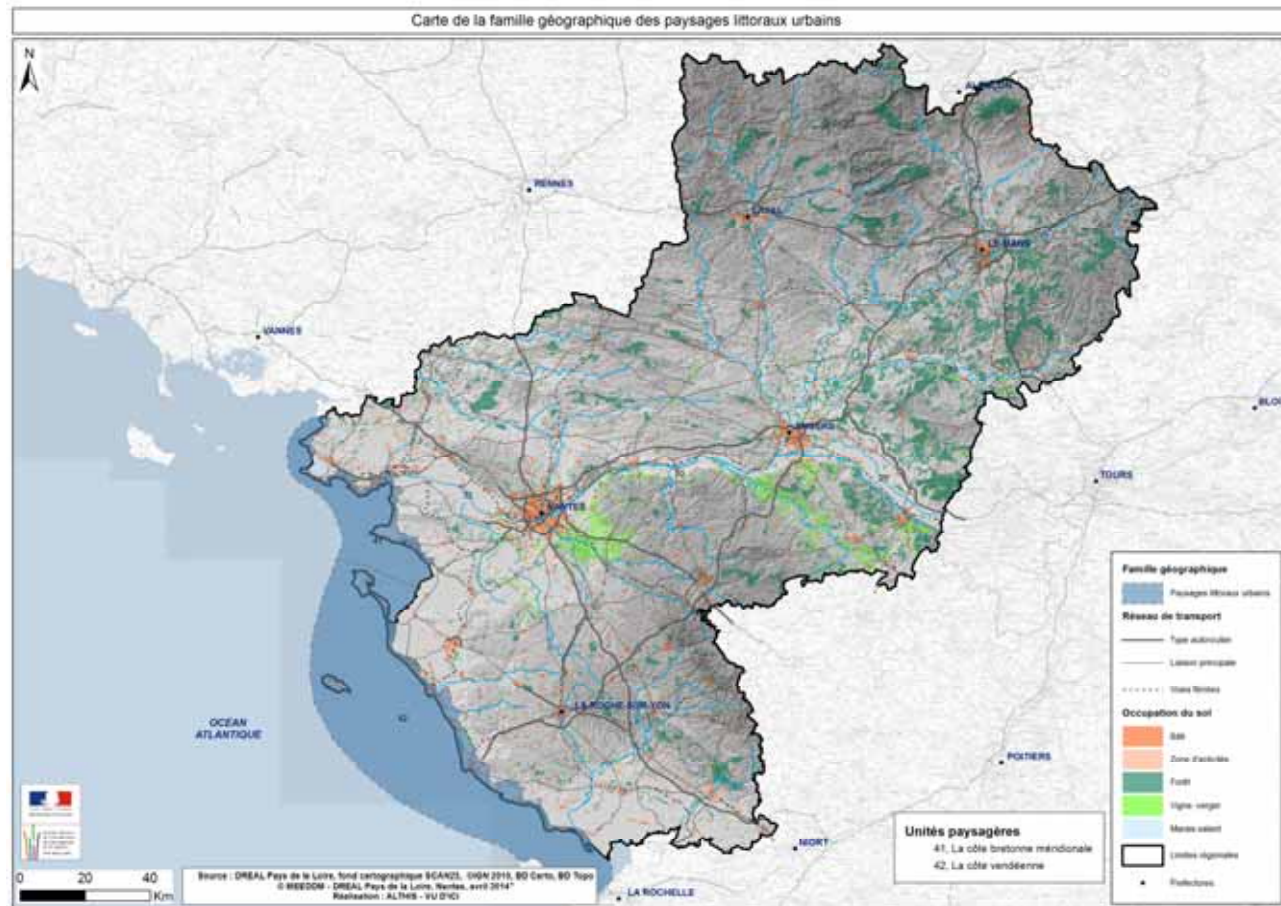 Carte de la famille géographique des paysages littoraux urbains
N
ALENÇON
RENNES
LAVAL
LE MANS
VANNES
BLOI
ANGERS
TOURS
NANTES
41
42
LA ROCHE-SUR-YON
OCEAN
ATLANTIQUE
POITIERS
NIORT
LA ROCHELLE
Famille géographique
Paysages littoraux urbains
Réseau de transport
Type autoroutier
Liaison principale
Voies ferrées
Occupation du sol
Bâti
Zone d'activités
Forêt
Vigne- verger
Marais salant
Limites régionales
Préfectures
Unités paysagères
41, La côte bretonne méridionale
42, La côte vendéenne
0 20 40
Km
Source : DREAL Pays de la Loire, fond cartographique SCAN25, ©IGN 2010, BD Carto, BD Topo
© MEEDDM - DREAL Pays de la Loire, Nantes, avril 2014"
Réalisation : ALTHIS - VU D'ICI